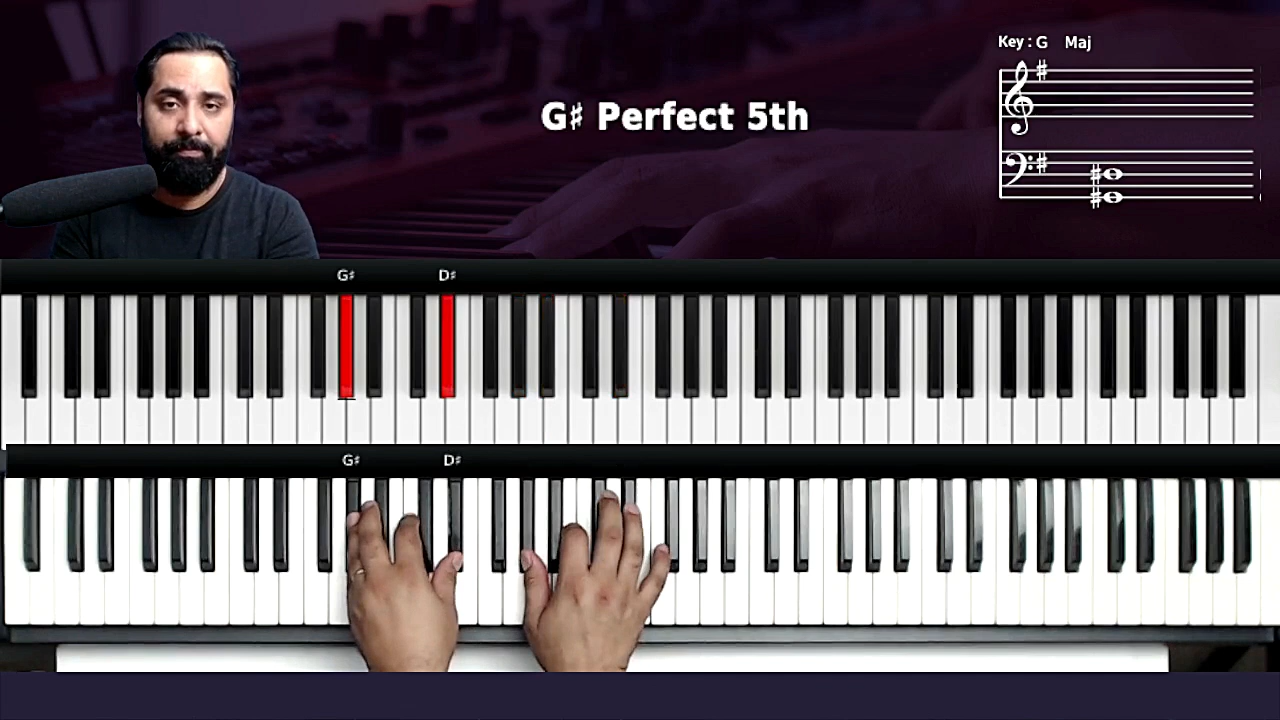 Key : G Maj
G♯ Perfect 5th
G♯ D♯
G♯ D♯